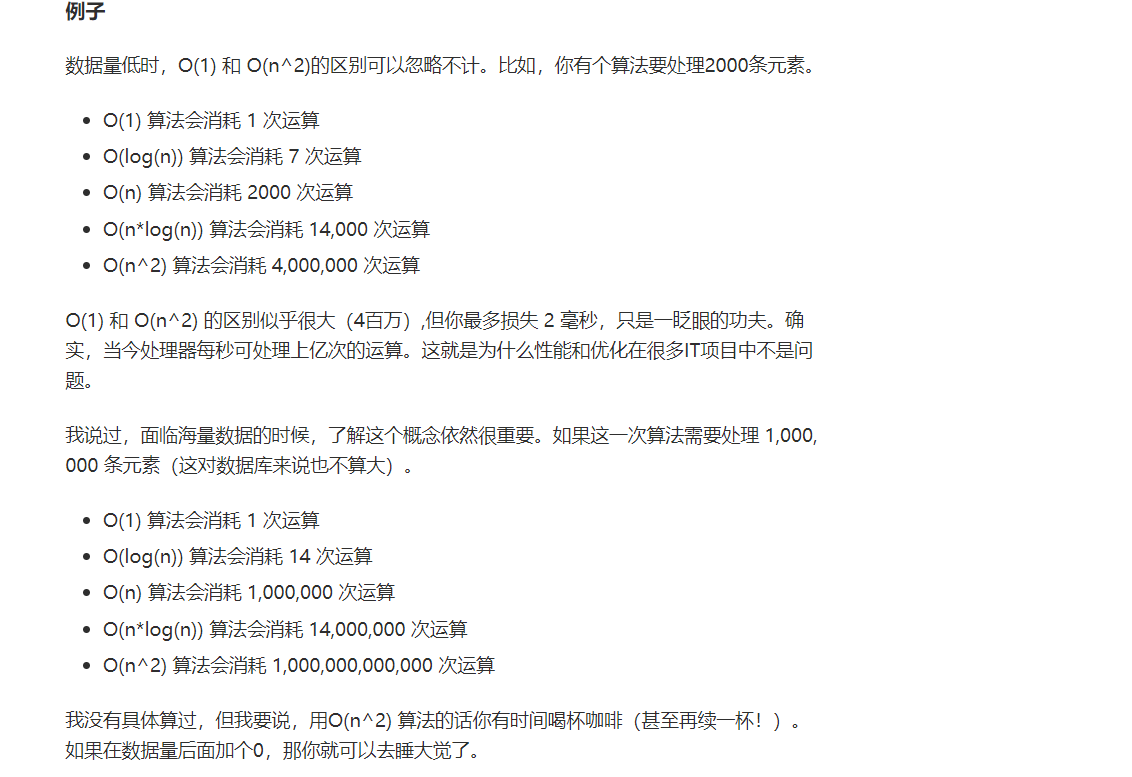 例子
数据量低时，O(1) 和 O(n^2)的区别可以忽略不计。比如，你有个算法要处理2000条元素。
• O(1) 算法会消耗 1 次运算
• O(log(n)) 算法会消耗 7 次运算
• O(n) 算法会消耗 2000 次运算
• O(n*log(n)) 算法会消耗 14,000 次运算
• O(n^2) 算法会消耗 4,000,000 次运算
O(1) 和 O(n^2) 的区别似乎很大（4百万）,但你最多损失 2 毫秒，只是一眨眼的功夫。确
实，当今处理器每秒可处理上亿次的运算。这就是为什么性能和优化在很多IT项目中不是问
题。
我说过，面临海量数据的时候，了解这个概念依然很重要。如果这一次算法需要处理 1,000,
000 条元素（这对数据库来说也不算大）。
• O(1) 算法会消耗 1 次运算
• O(log(n)) 算法会消耗 14 次运算
• O(n) 算法会消耗 1,000,000 次运算
• O(n*log(n)) 算法会消耗 14,000,000 次运算
• O(n^2) 算法会消耗 1,000,000,000,000 次运算
我没有具体算过，但我要说，用O(n^2) 算法的话你有时间喝杯咖啡（甚至再续一杯！）。
如果在数据量后面加个0，那你就可以去睡大觉了。